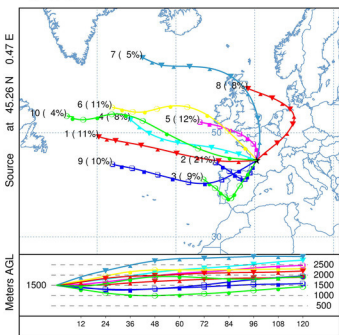 7 ( 5%)
8 ( 8%)
6 (11%)
10 ( 4%)
4 ( 8%)
5 (12%)
50
1 (11%)
2 (21%)
9 (10%)
3 ( 9%)
30
Source at 45.26 N 0.47 E
Meters AGL
1500
2500
2000
1500
1000
500
12 24 36 48 60 72 84 96 108 120